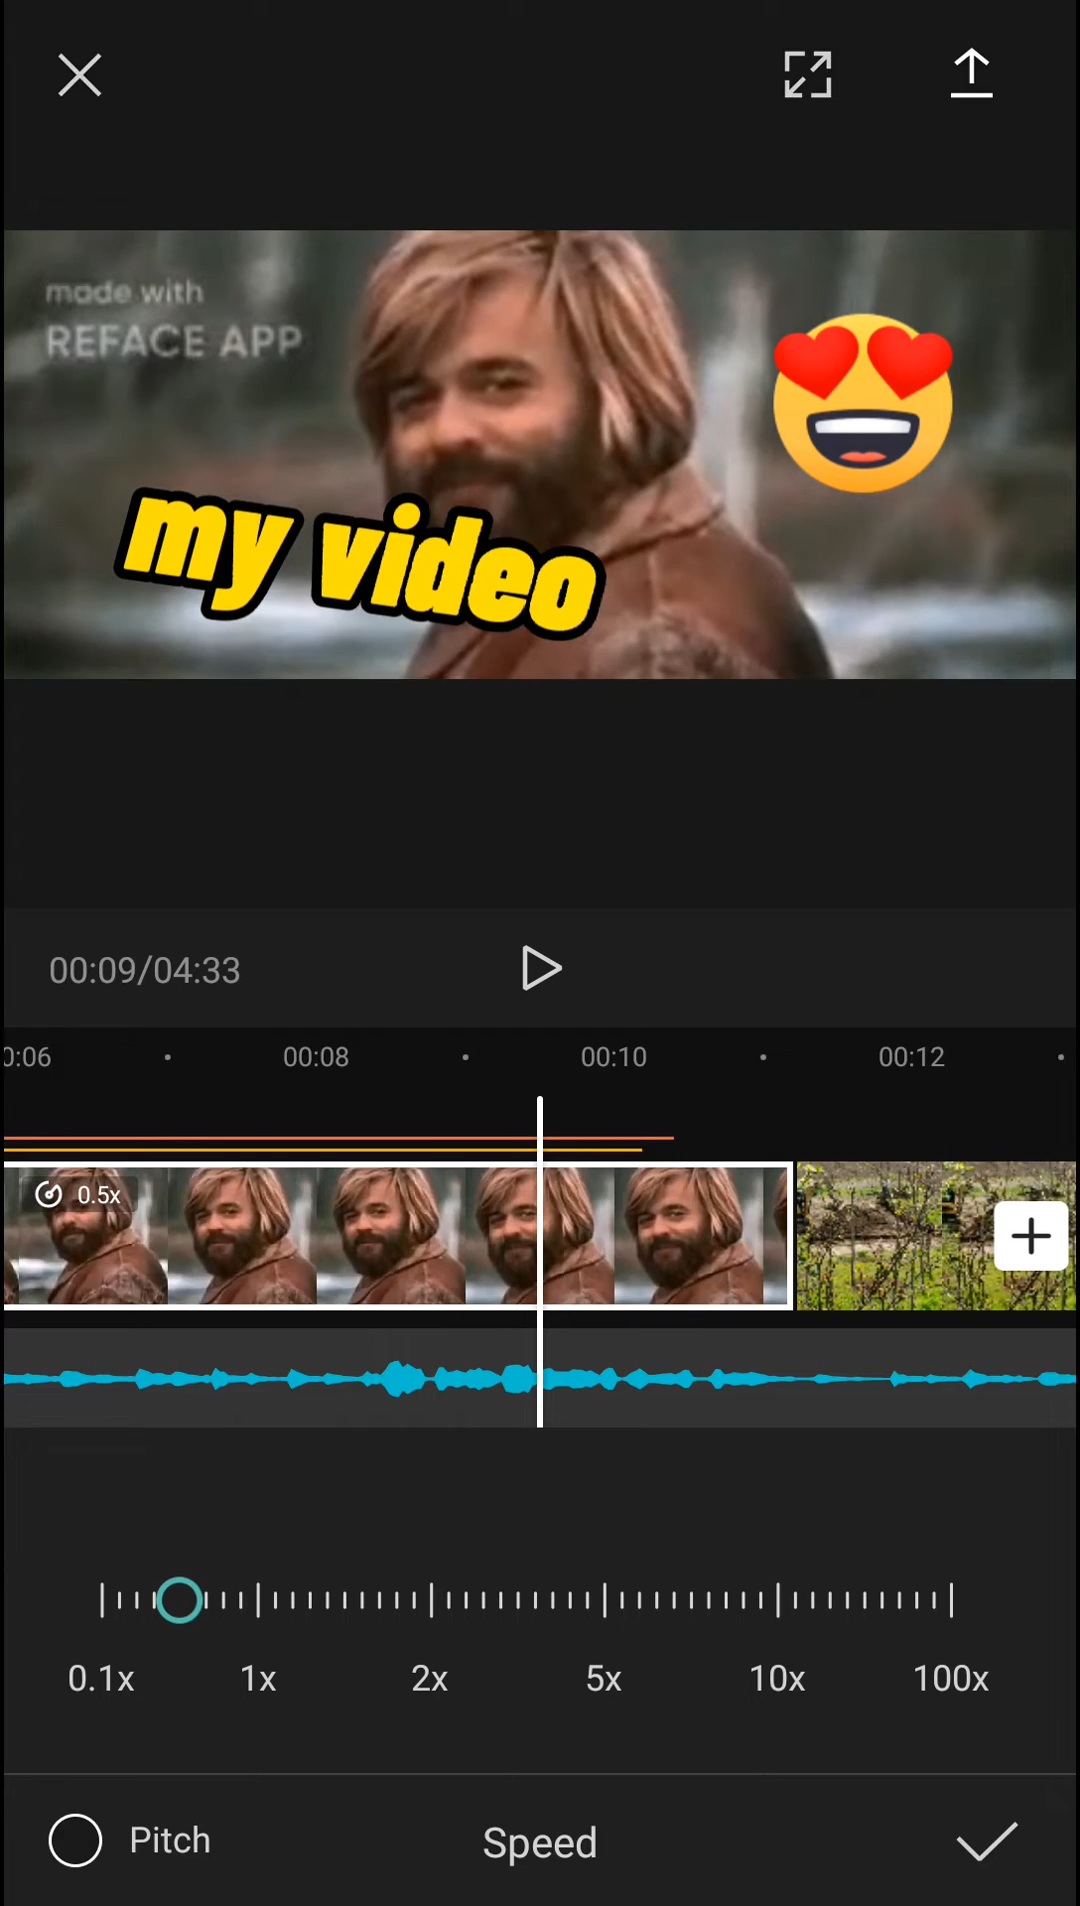 made with
REFACE APP
my video
00:09/04:33
0:06 00:08 00:10 00:12
0.5x
0.1x 1x 2x 5x 10x 100x
Pitch Speed